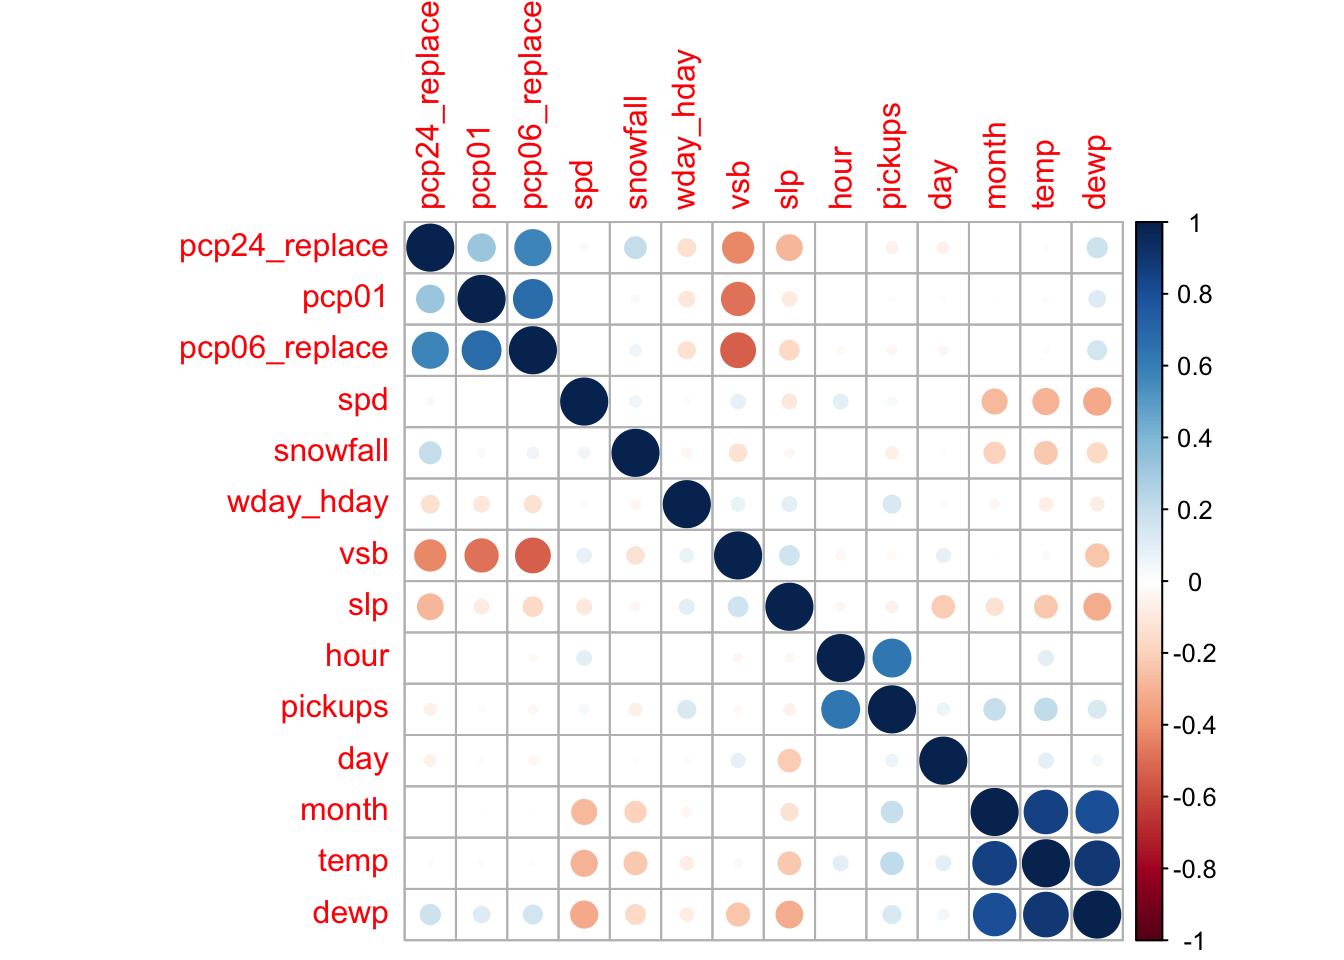 pcp24_replace
pcp01
pcp06_replace
spd
snowfall
wday_hday
vsb
slp
hour
pickups
day
month
temp
dewp
pcp24_replace
pcp01
pcp06_replace
spd
snowfall
wday_hday
vsb
slp
hour
pickups
day
month
temp
dewp
1
0.8
0.6
0.4
0.2
0
-0.2
-0.4
-0.6
-0.8
-1